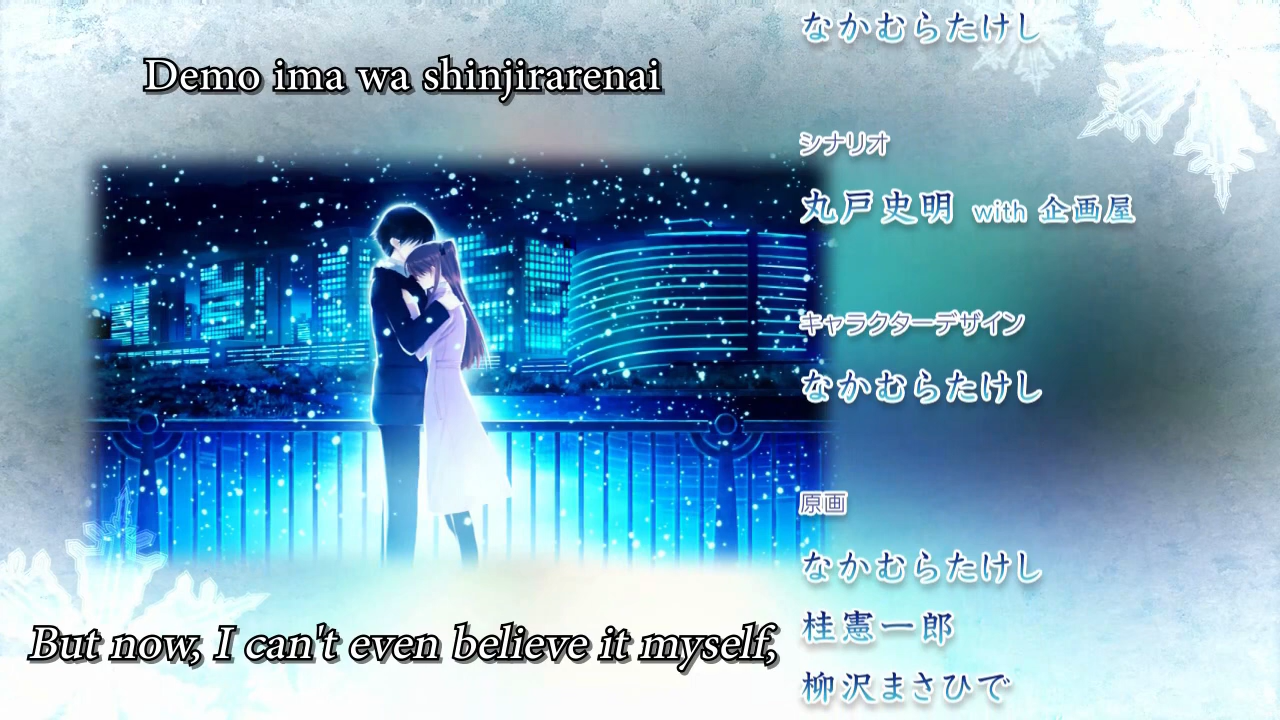 Demo ima wa shinjirarenai
But now, I can't even believe it myself,
なかむらたけし
シナリオ
丸戸史明 with 企画屋
キャラクターデザイン
なかむらたけし
原画
なかむらたけし
桂憲一郎
柳沢まさひで